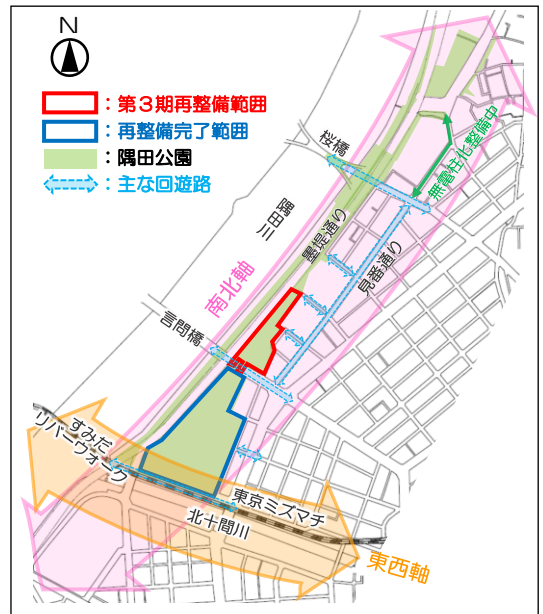 N
：第３期再整備範囲
：再整備完了範囲
：隅田公園
：主な回遊路
桜橋
無電柱化整備中
隅田川
墨堤通り
見番通り
南北軸
言問橋
すみだ
リバーウォーク
東京ミズマチ
北十間川
東西軸